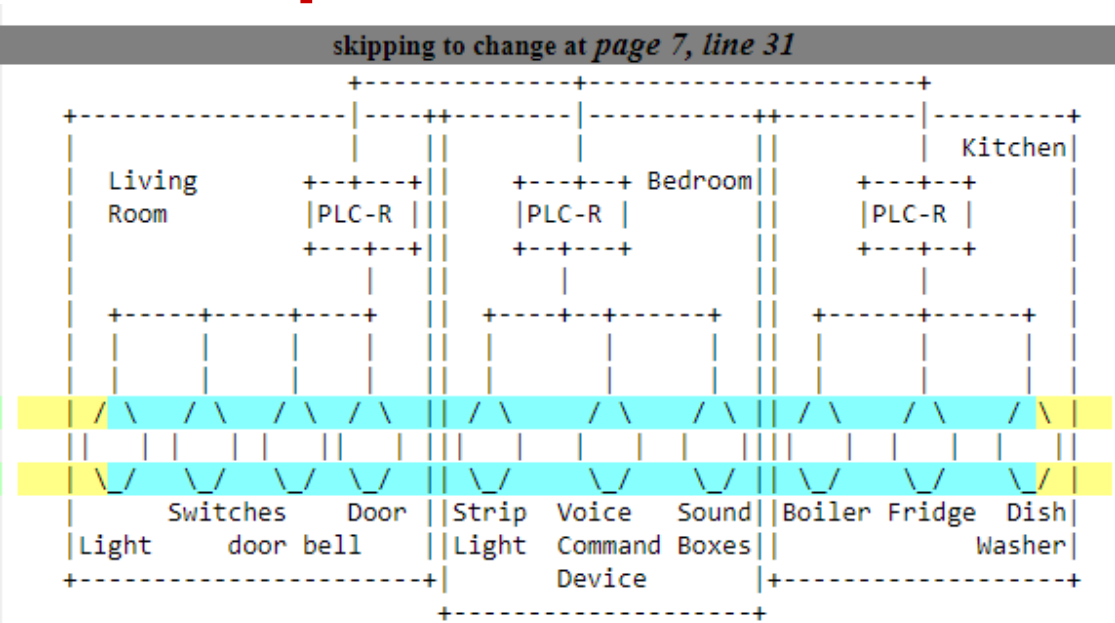 skipping to change at page 7, line 31
+---------------+-----------------------+
+-------------------|----++---------|-----------++----------|---------+
| | || | || | Kitchen|
| Living +--+---+|| +---+--+ Bedroom|| +---+--+ |
| Room |PLC-R ||| |PLC-R | || |PLC-R | |
| +---+--+|| +--+---+ || +---+--+ |
| | || | || | |
| +-----+-----+----+ || +----+--+------+ || +------+------+ |
| | | | | || | | | || | | | |
| | | | | || | | | || | | | |
| / \ / \ / \ / \ || / \ / \ / \ || / \ / \ / \ |
|| | | | | | || | ||| | | | | ||| | | | | ||
| \_/ \_/ \_/ \_/ || \_/ \_/ \_/ || \_/ \_/ \_/ |
| Switches Door ||Strip Voice Sound||Boiler Fridge Dish|
|Light door bell ||Light Command Boxes|| Washer|
+------------------------+| Device |+--------------------+
+---------------------+